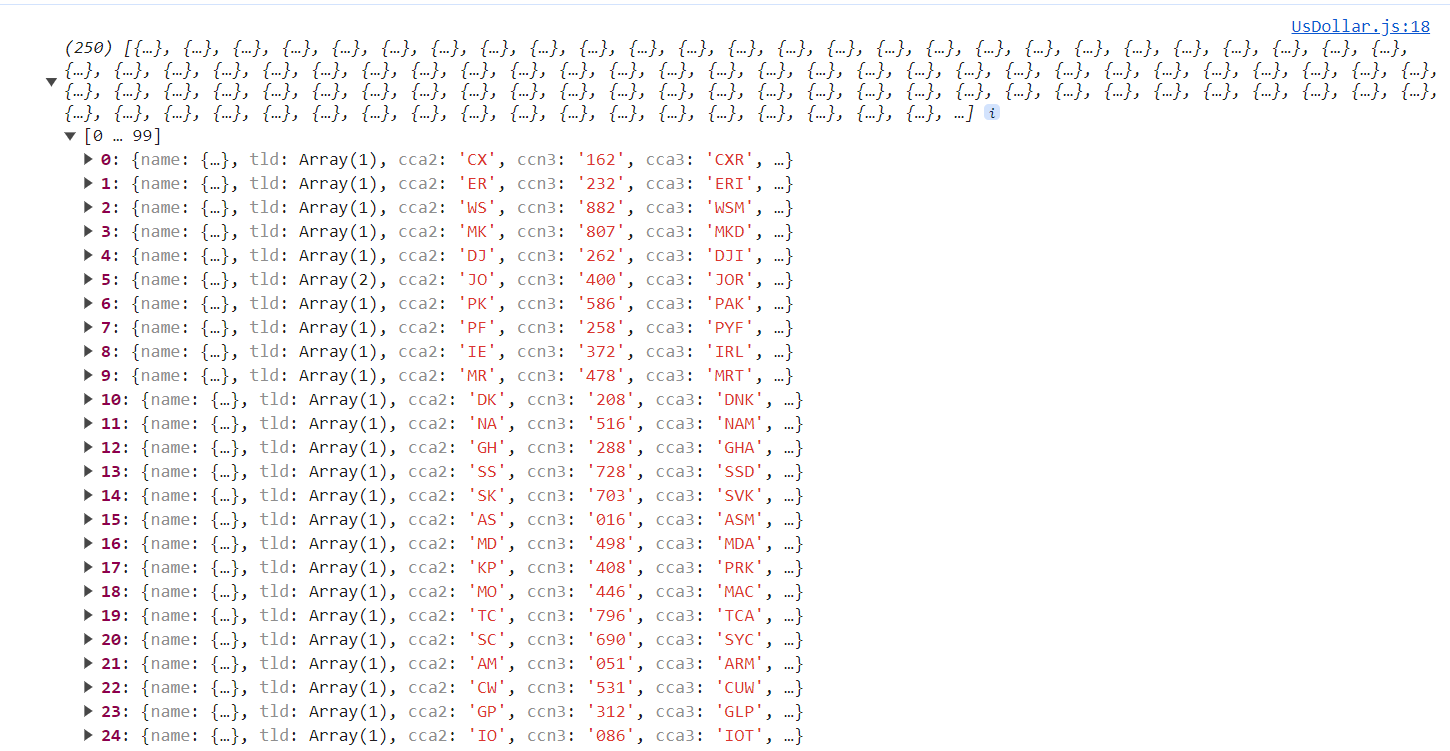 UsDollar.js:18
(250) [{…}, {…}, {…}, {…}, {…}, {…}, {…}, {…}, {…}, {…}, {…}, {…}, {…}, {…}, {…}, {…}, {…}, {…}, {…}, {…}, {…}, {…}, {…}, {…}, {…}, {…},
{…}, {…}, {…}, {…}, {…}, {…}, {…}, {…}, {…}, {…}, {…}, {…}, {…}, {…}, {…}, {…}, {…}, {…}, {…}, {…}, {…}, {…}, {…}, {…}, {…}, {…}, {…}, {…},
{…}, {…}, {…}, {…}, {…}, {…}, {…}, {…}, {…}, {…}, {…}, {…}, {…}, {…}, {…}, {…}, {…}, {…}, {…}, {…}, {…}, {…}, {…}, {…}, {…}, {…}, {…}, {…},
{…}, {…}, {…}, {…}, {…}, {…}, {…}, {…}, {…}, {…}, {…}, {…}, {…}, {…}, {…}, {…}, {…}, {…}, …] i
[0 … 99]
0: {name: {…}, tld: Array(1), cca2: 'CX', ccn3: '162', cca3: 'CXR', …}
1: {name: {…}, tld: Array(1), cca2: 'ER', ccn3: '232', cca3: 'ERI', …}
2: {name: {…}, tld: Array(1), cca2: 'WS', ccn3: '882', cca3: 'WSM', …}
3: {name: {…}, tld: Array(1), cca2: 'MK', ccn3: '807', cca3: 'MKD', …}
4: {name: {…}, tld: Array(1), cca2: 'DJ', ccn3: '262', cca3: 'DJI', …}
5: {name: {…}, tld: Array(2), cca2: 'JO', ccn3: '400', cca3: 'JOR', …}
6: {name: {…}, tld: Array(1), cca2: 'PK', ccn3: '586', cca3: 'PAK', …}
7: {name: {…}, tld: Array(1), cca2: 'PF', ccn3: '258', cca3: 'PYF', …}
8: {name: {…}, tld: Array(1), cca2: 'IE', ccn3: '372', cca3: 'IRL', …}
9: {name: {…}, tld: Array(1), cca2: 'MR', ccn3: '478', cca3: 'MRT', …}
10: {name: {…}, tld: Array(1), cca2: 'DK', ccn3: '208', cca3: 'DNK', …}
11: {name: {…}, tld: Array(1), cca2: 'NA', ccn3: '516', cca3: 'NAM', …}
12: {name: {…}, tld: Array(1), cca2: 'GH', ccn3: '288', cca3: 'GHA', …}
13: {name: {…}, tld: Array(1), cca2: 'SS', ccn3: '728', cca3: 'SSD', …}
14: {name: {…}, tld: Array(1), cca2: 'SK', ccn3: '703', cca3: 'SVK', …}
15: {name: {…}, tld: Array(1), cca2: 'AS', ccn3: '016', cca3: 'ASM', …}
16: {name: {…}, tld: Array(1), cca2: 'MD', ccn3: '498', cca3: 'MDA', …}
17: {name: {…}, tld: Array(1), cca2: 'KP', ccn3: '408', cca3: 'PRK', …}
18: {name: {…}, tld: Array(1), cca2: 'MO', ccn3: '446', cca3: 'MAC', …}
19: {name: {…}, tld: Array(1), cca2: 'TC', ccn3: '796', cca3: 'TCA', …}
20: {name: {…}, tld: Array(1), cca2: 'SC', ccn3: '690', cca3: 'SYC', …}
21: {name: {…}, tld: Array(1), cca2: 'AM', ccn3: '051', cca3: 'ARM', …}
22: {name: {…}, tld: Array(1), cca2: 'CW', ccn3: '531', cca3: 'CUW', …}
23: {name: {…}, tld: Array(1), cca2: 'GP', ccn3: '312', cca3: 'GLP', …}
24: {name: {…}, tld: Array(1), cca2: 'IO', ccn3: '086', cca3: 'IOT', …}